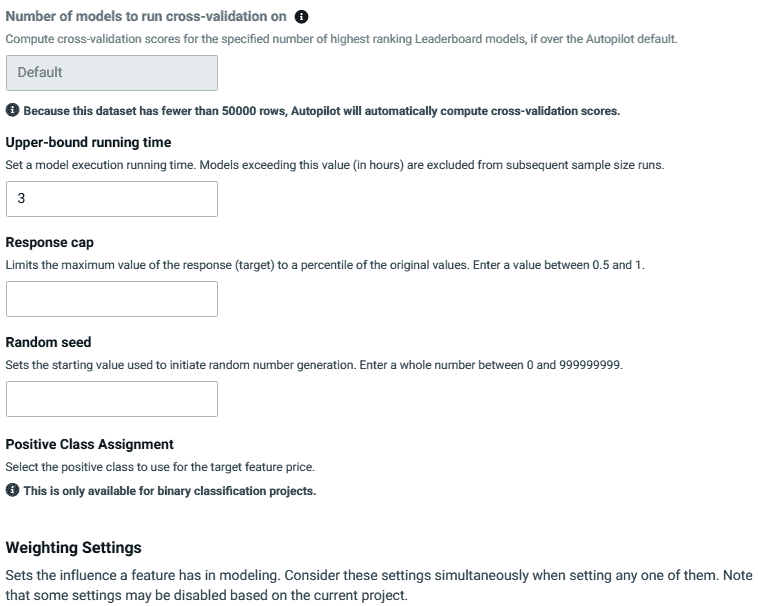 Number of models to run cross-validation on
Compute cross-validation scores for the specified number of highest ranking Leaderboard models, if over the Autopilot default.
Default
Because this dataset has fewer than 50000 rows, Autopilot will automatically compute cross-validation scores.
Upper-bound running time
Set a model execution running time. Models exceeding this value (in hours) are excluded from subsequent sample size runs.
3
Response cap
Limits the maximum value of the response (target) to a percentile of the original values. Enter a value between 0.5 and 1.
Random seed
Sets the starting value used to initiate random number generation. Enter a whole number between 0 and 999999999.
Positive Class Assignment
Select the positive class to use for the target feature price.
This is only available for binary classification projects.
Weighting Settings
Sets the influence a feature has in modeling. Consider these settings simultaneously when setting any one of them. Note
that some settings may be disabled based on the current project.